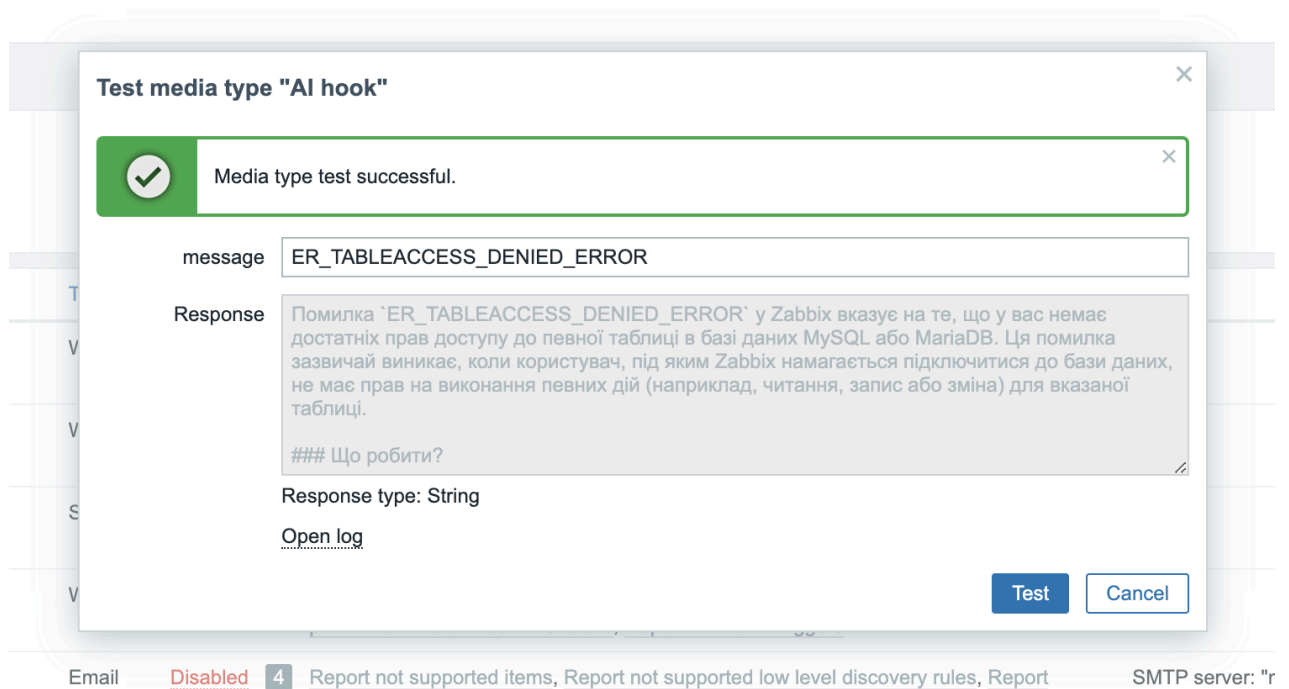 Test media type "AI hook"
Media type test successful.
message
ER_TABLEACCESS_DENIED_ERROR
Response
Помилка `ER_TABLEACCESS_DENIED_ERROR` у Zabbix вказує на те, що у вас немає
достатніх прав доступу до певної таблиці в базі даних MySQL або MariaDB. Ця помилка
зазвичай виникає, коли користувач, під яким Zabbix намагається підключитися до бази даних,
не має прав на виконання певних дій (наприклад, читання, запис або зміна) для вказаної
таблиці.
### Що робити?
Response type: String
Open log
Test
Cancel
Email
Disabled
4
Report not supported items, Report not supported low level discovery rules, Report
SMTP server: